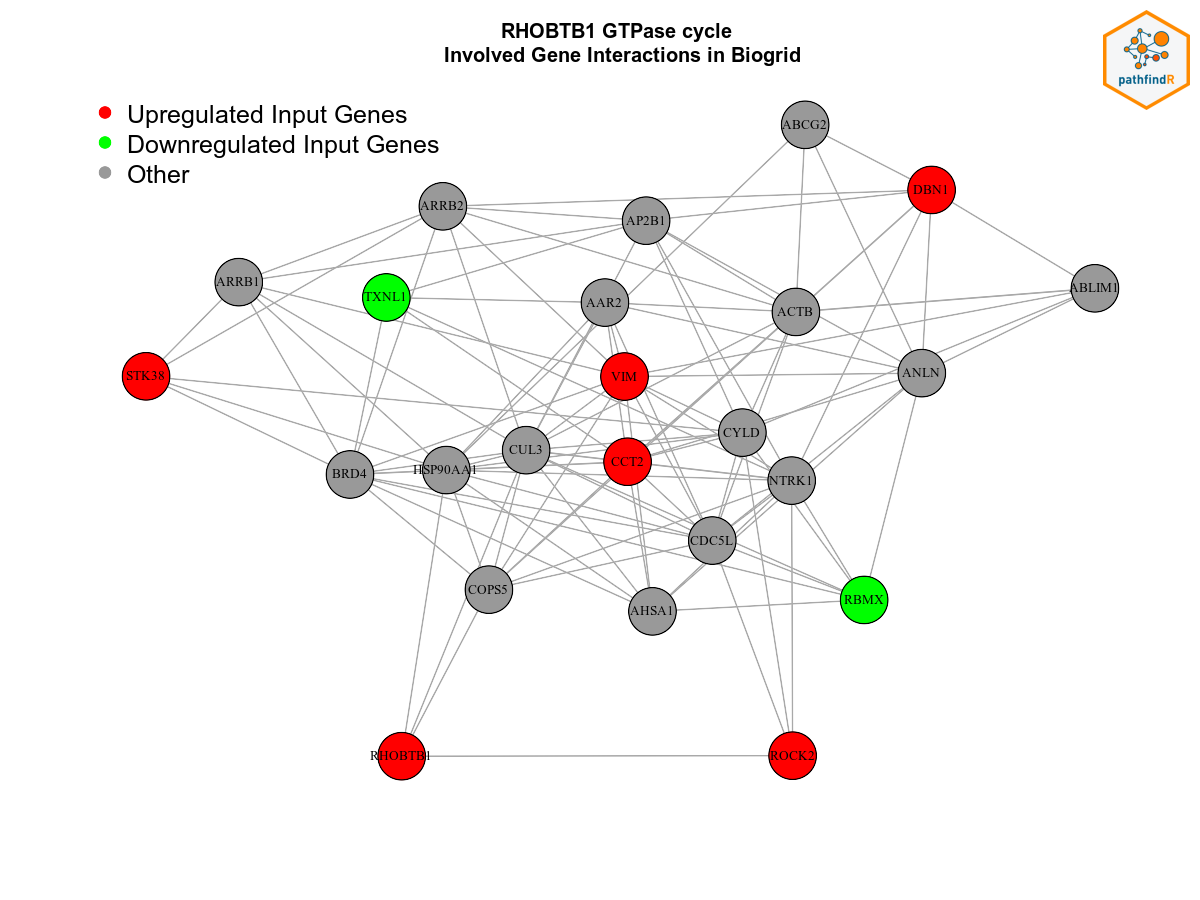 RHOBTB1 GTPase cycle
Involved Gene Interactions in Biogrid
pathfindR
Upregulated Input Genes
Downregulated Input Genes
Other
ABCG2
DBN1
ARRB2
AP2B1
ARRB1
TXNL1
AAR2
ACTB
ABLIM1
STK38
VIM
ANLN
CYLD
CUL3
CCT2
BRD4
HSP90AA1
NTRK1
CDC5L
COPS5
AHSA1
RBMX
RHOBTB1
ROCK2